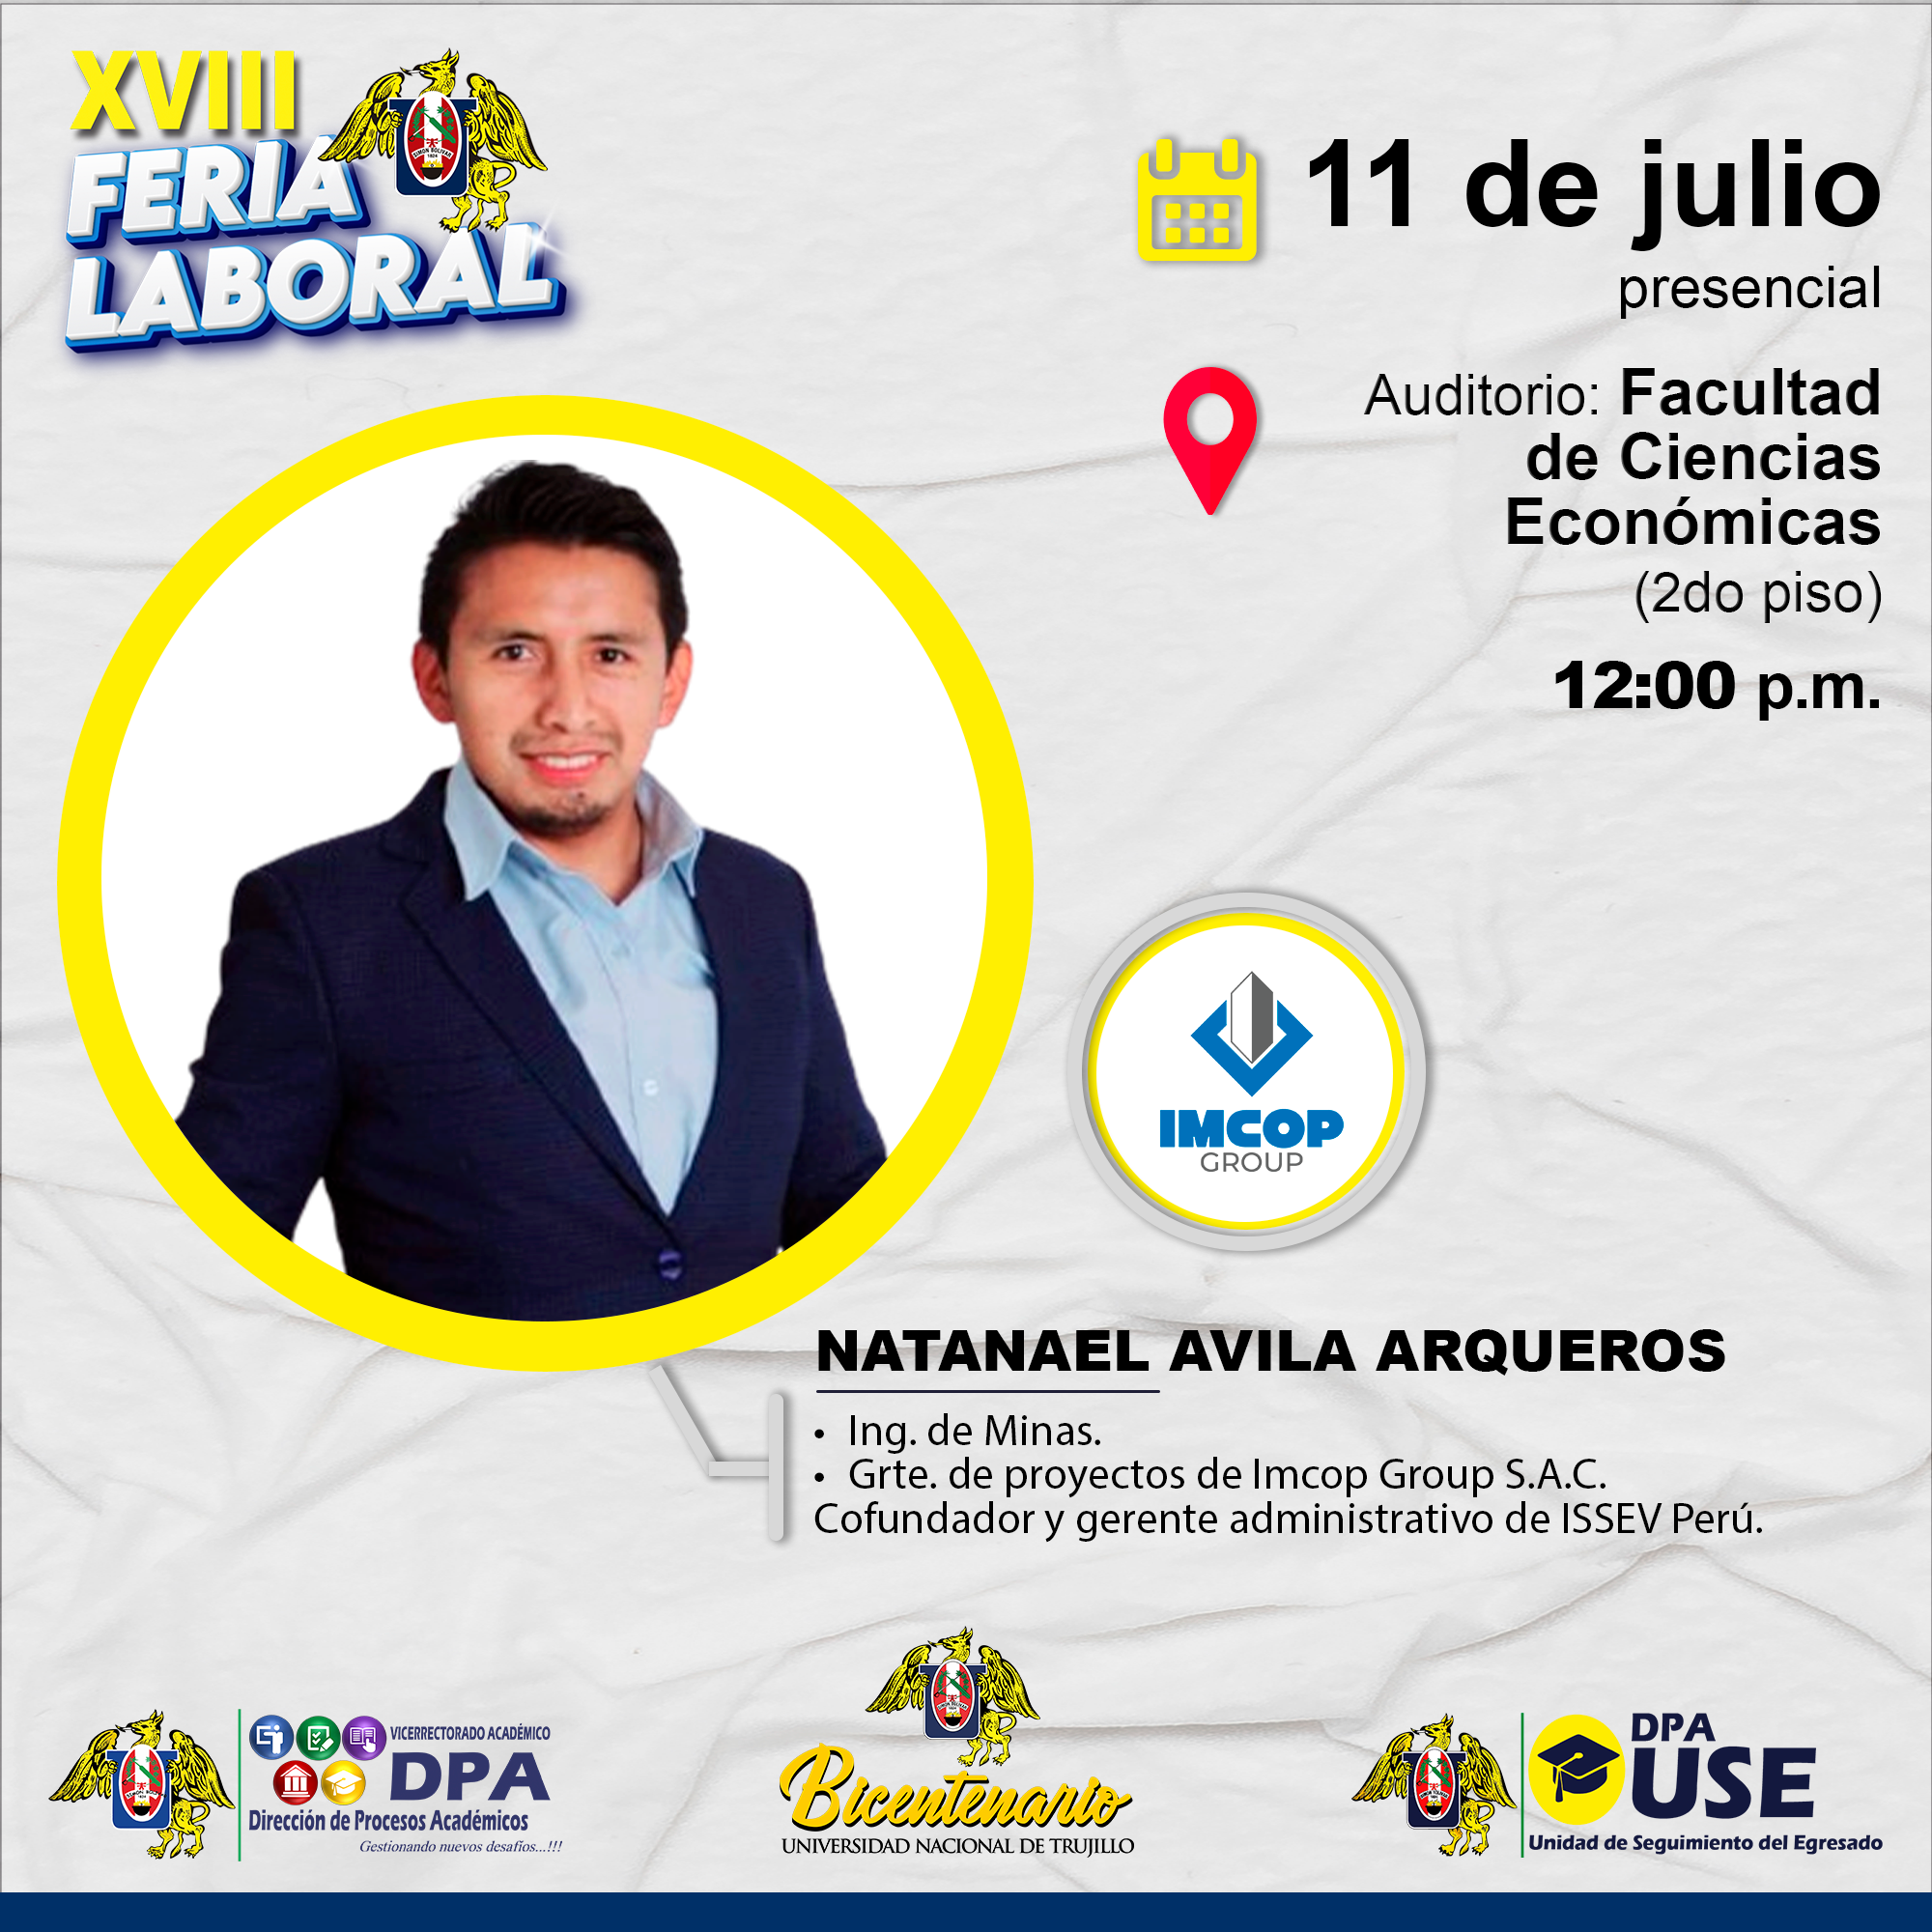 XVIII
FERIA
LABORAL
SIMON BOLIVAR
1824
11 de julio
presencial
Auditorio: Facultad
de Ciencias
Económicas
(2do piso)
12:00 p.m.
IMCOP
GROUP
NATANAEL AVILA ARQUEROS
• Ing. de Minas.
• Grte. de proyectos de Imcop Group S.A.C.
Cofundador y gerente administrativo de ISSEV Perú.
VICERRECTORADO ACADÉMICO
DPA
Dirección de Procesos Académicos
Gestionando nuevos desafíos...!!!
Bicentenario
UNIVERSIDAD NACIONAL DE TRUJILLO
DPA
USE
Unidad de Seguimiento del Egresado